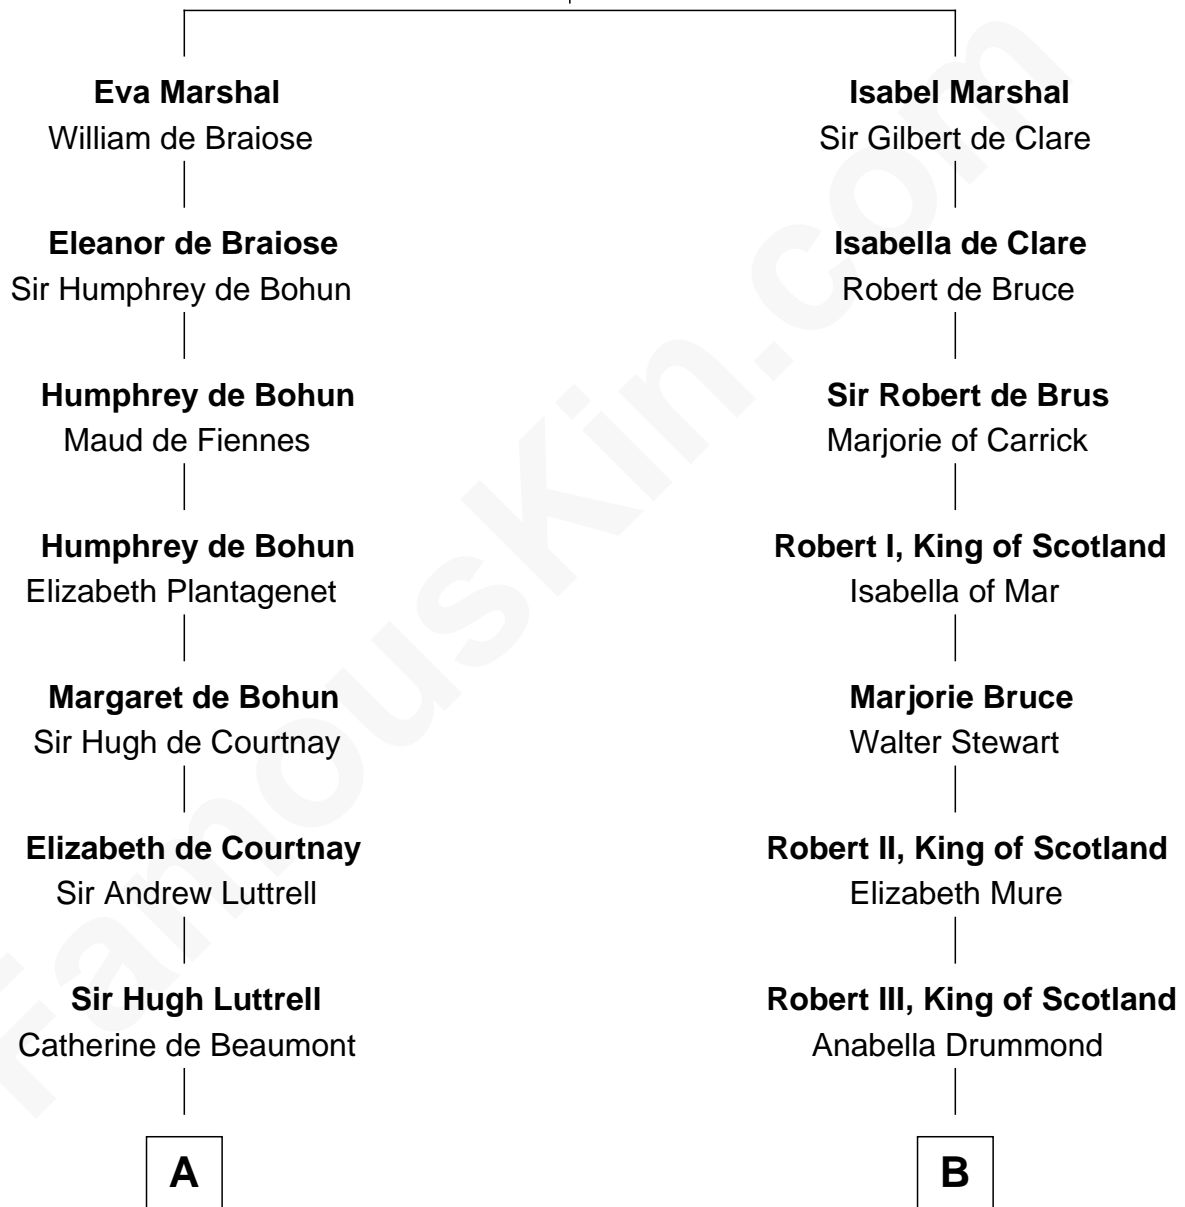 Eva Marshal
William de Braiose
Eleanor de Braiose
Sir Humphrey de Bohun
Humphrey de Bohun
Maud de Fiennes
Humphrey de Bohun
Elizabeth Plantagenet
Margaret de Bohun
Sir Hugh de Courtnay
Elizabeth de Courtnay
Sir Andrew Luttrell
Sir Hugh Luttrell
Catherine de Beaumont
A
Isabel Marshal
Sir Gilbert de Clare
Isabella de Clare
Robert de Bruce
Sir Robert de Brus
Marjorie of Carrick
Robert I, King of Scotland
Isabella of Mar
Marjorie Bruce
Walter Stewart
Robert II, King of Scotland
Elizabeth Mure
Robert III, King of Scotland
Anabella Drummond
B
FamousKin.com